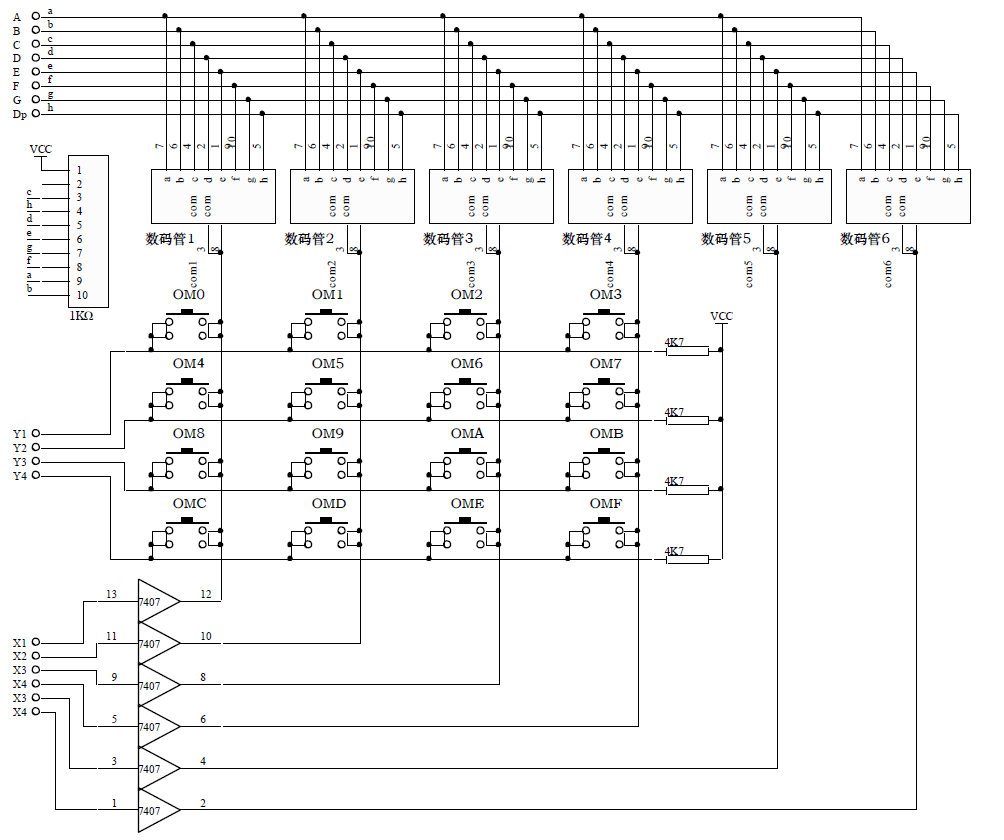 A a
B b
C c
D d
E e
F f
G g
Dp h
7 6 4 2 1 9 10 5
7 6 4 2 1 9 10 5
7 6 4 2 1 9 10 5
7 6 4 2 1 9 10 5
7 6 4 2 1 9 10 5
7 6 4 2 1 9 10 5
a b c d e f g h
a b c d e f g h
a b c d e f g h
a b c d e f g h
a b c d e f g h
a b c d e f g h
com com
com com
com com
com com
com com
com com
数码管1 3 8
数码管2 3 8
数码管3 3 8
数码管4 3 8
数码管5 3 8
数码管6 3 8
com1 com2 com3 com4 com5 com6
VCC
1
2
c 3
h 4
d 5
e 6
g 7
f 8
a 9
b 10
1KΩ
OM0 OM1 OM2 OM3
VCC
4K7
OM4 OM5 OM6 OM7
4K7
Y1
Y2
Y3
Y4
OM8 OM9 OMA OMB
4K7
OMC OMD OME OMF
4K7
13 7407 12
X1 11 7407 10
X2
X3 9 7407 8
X4
X3 5 7407 6
X4
3 7407 4
1 7407 2